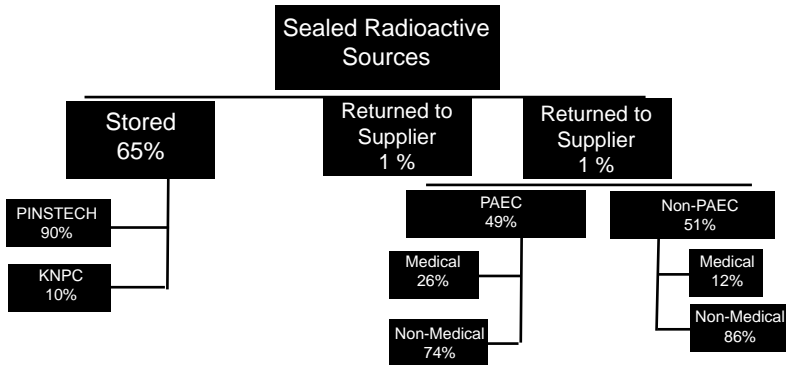 Sealed Radioactive
Sources
Stored
65%
Returned to
Supplier
1 %
Returned to
Supplier
1 %
PINSTECH
90%
KNPC
10%
PAEC
49%
Medical
26%
Non-Medical
74%
Non-PAEC
51%
Medical
12%
Non-Medical
86%